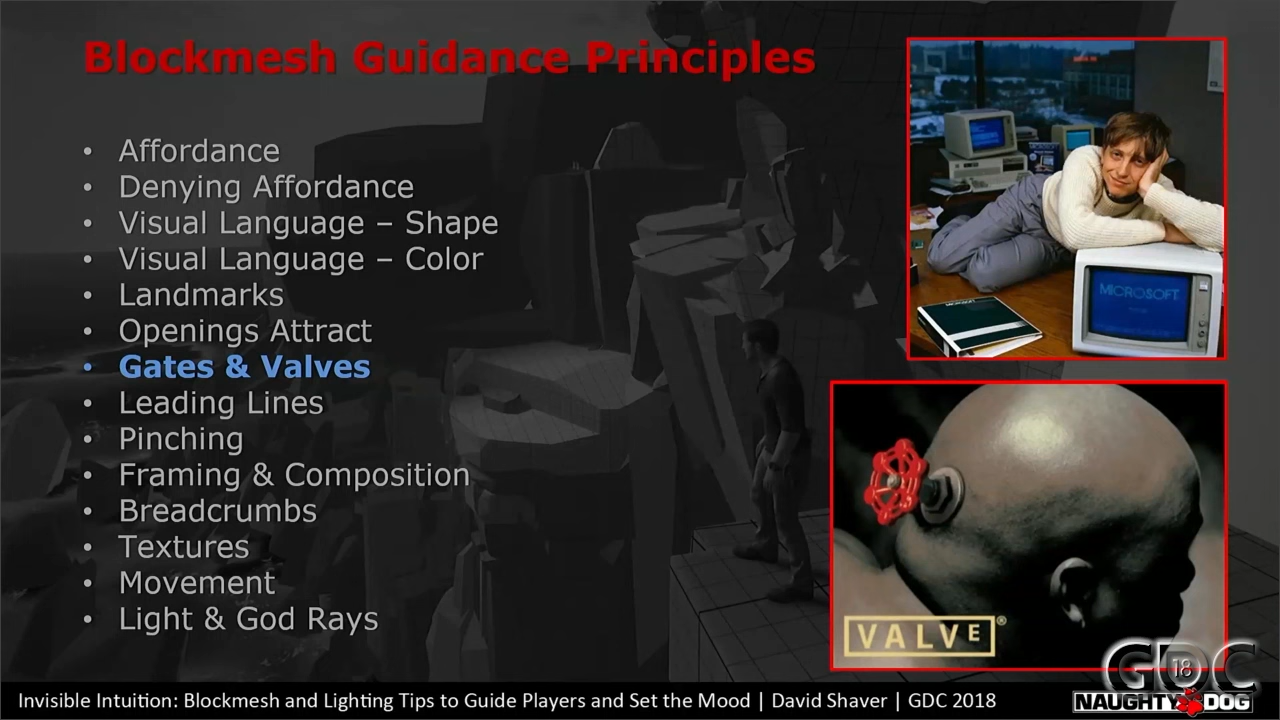 Blockmesh Guidance Principles
• Affordance
• Denying Affordance
• Visual Language – Shape
• Visual Language – Color
• Landmarks
• Openings Attract
• Gates & Valves
• Leading Lines
• Pinching
• Framing & Composition
• Breadcrumbs
• Textures
• Movement
• Light & God Rays
MICROSOFT
VALVE®
GDC
18
Invisible Intuition: Blockmesh and Lighting Tips to Guide Players and Set the Mood | David Shaver | GDC 2018
NAUGHTY DOG